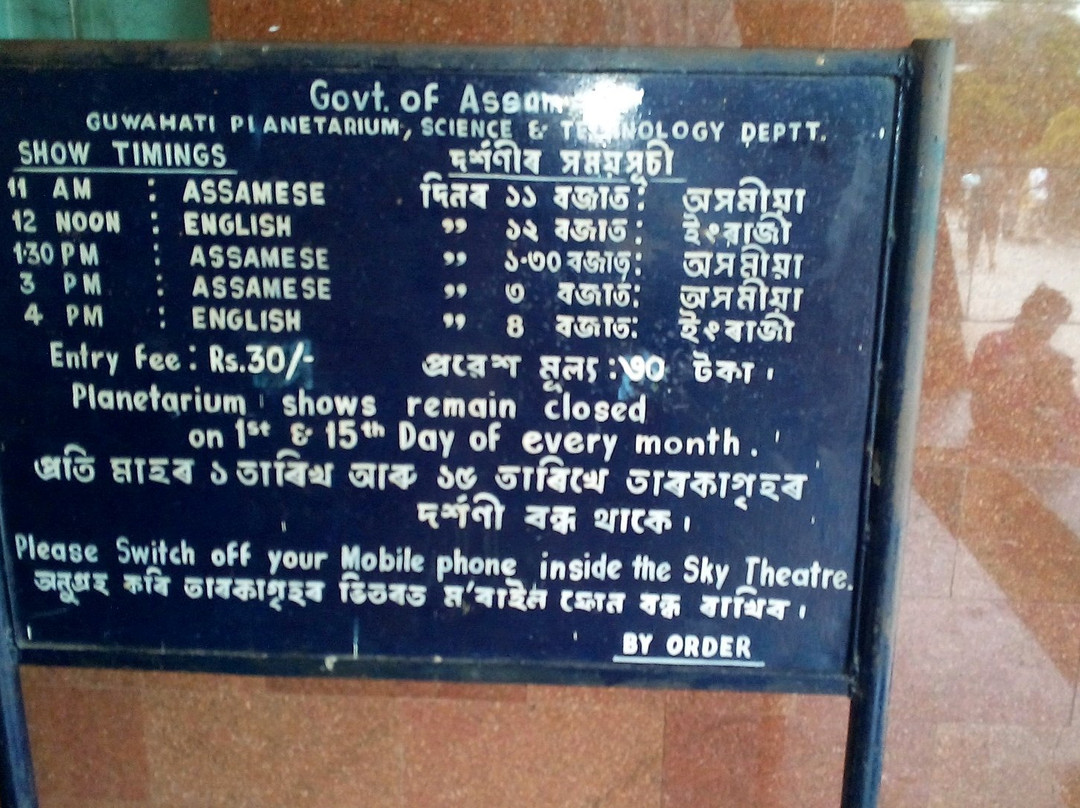 Govt. of Assam
GUWAHATI PLANETARIUM, SCIENCE & TECHNOLOGY DEPTT.
SHOW TIMINGS দৰ্শণীৰ সময়সূচী
11 AM : ASSAMESE দিনৰ ১১ বজাত: অসমীয়া
12 NOON : ENGLISH ,, ১২ বজাত: ইংৰাজী
1·30 PM : ASSAMESE ,, ১-৩০ বজাত: অসমীয়া
3 PM : ASSAMESE ,, ৩ বজাত: অসমীয়া
4 PM : ENGLISH ,, ৪ বজাত: ইংৰাজী
Entry Fee: Rs.30/- প্ৰৱেশ মূল্য : ৩০ টকা ।
Planetarium shows remain closed
on 1st & 15th Day of every month.
প্ৰতি মাহৰ ১ তাৰিখ আৰু ১৫ তাৰিখে তাৰকাগৃহৰ
দৰ্শণী বন্ধ থাকে ।
Please Switch off your Mobile phone inside the Sky Theatre.
অনুগ্ৰহ কৰি তাৰকাগৃহৰ ভিতৰত ম'বাইল ফোন বন্ধ ৰাখিব ।
BY ORDER